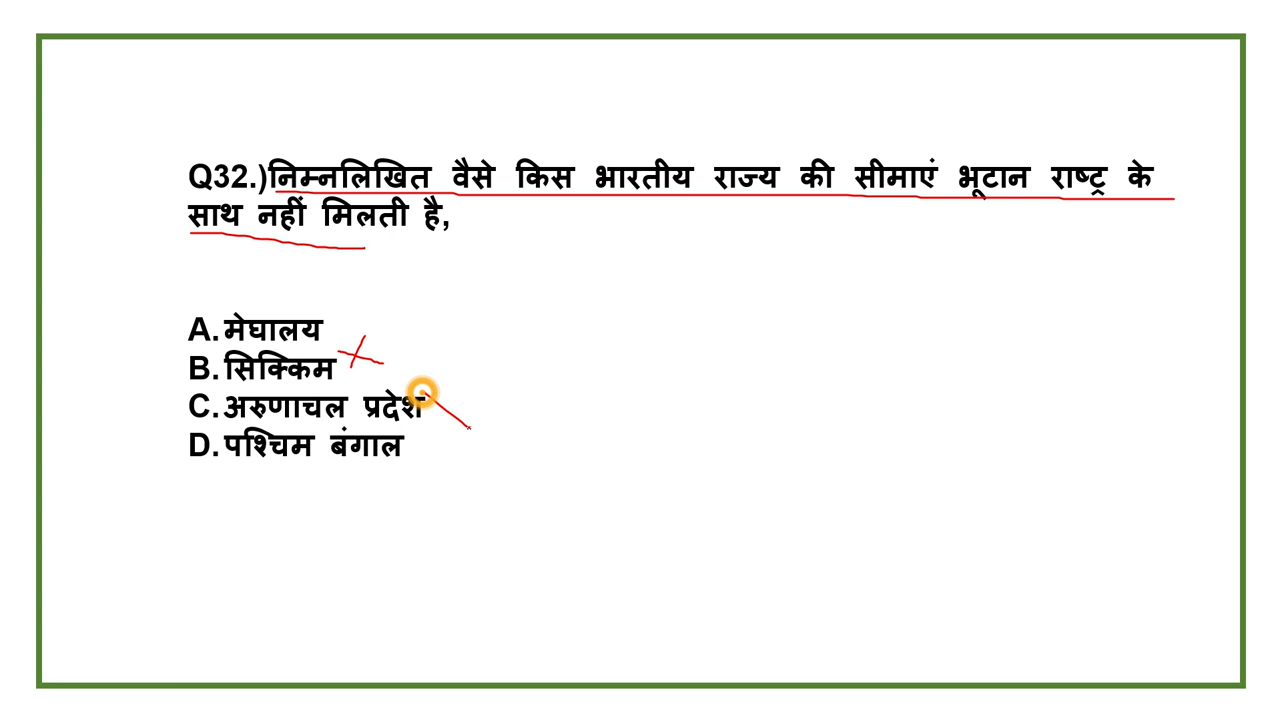 Q32.)निम्नलिखित वैसे किस भारतीय राज्य की सीमाएं भूटान राष्ट्र के
साथ नहीं मिलती है,
A.मेघालय
B.सिक्किम
C.अरुणाचल प्रदेश
D.पश्चिम बंगाल